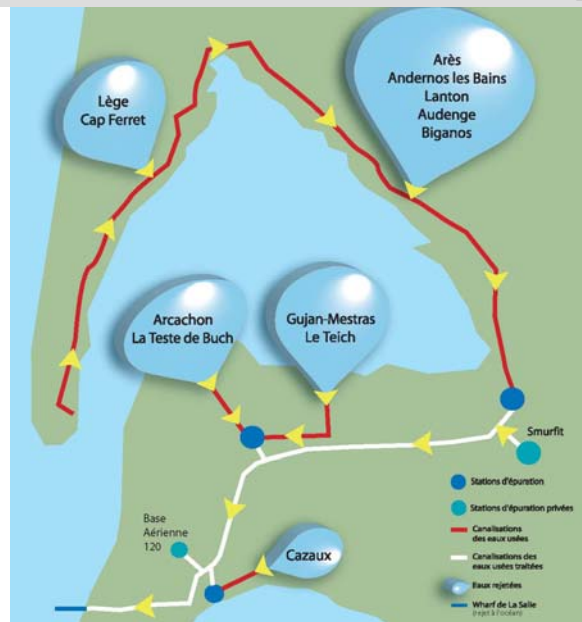 Lège
Cap Ferret
Arès
Andernos les Bains
Lanton
Audenge
Biganos
Arcachon
La Teste de Buch
Gujan-Mestras
Le Teich
Smurfit
Base
Aérienne
120
Cazaux
Stations d'épuration
Stations d'épuration privées
Canalisations
des eaux usées
Canalisations des
eaux usées traitées
Eaux rejetées
Wharf de La Salie
(rejet à l'océan)